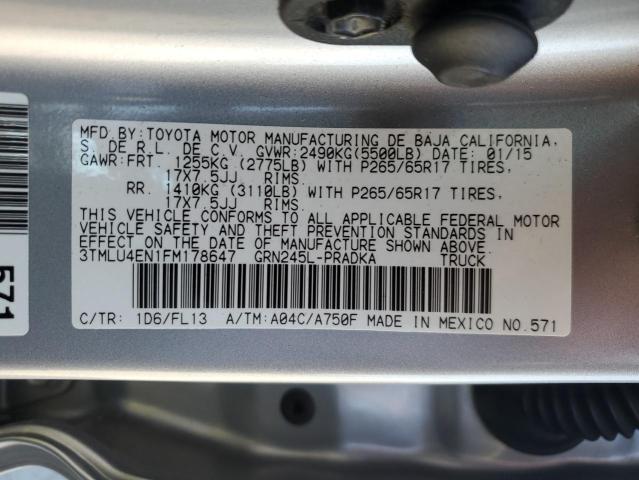 MFD.BY:TOYOTA MOTOR MANUFACTURING DE BAJA CALIFORNIA,
S. DE R.L. DE C.V. GVWR:2490KG(5500LB) DATE: 01/15
GAWR:FRT. 1255KG (2775LB) WITH P265/65R17 TIRES,
17X7.5JJ RIMS
RR. 1410KG (3110LB) WITH P265/65R17 TIRES,
17X7.5JJ RIMS
THIS VEHICLE CONFORMS TO ALL APPLICABLE FEDERAL MOTOR
VEHICLE SAFETY AND THEFT PREVENTION STANDARDS IN
EFFECT ON THE DATE OF MANUFACTURE SHOWN ABOVE.
3TMLU4EN1FM178647 GRN245L-PRADKA TRUCK
C/TR: 1D6/FL13 A/TM:A04C/A750F MADE IN MEXICO NO.571
571